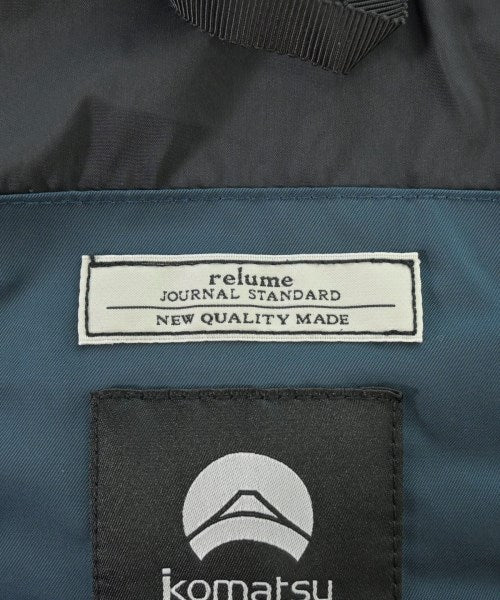 relume
JOURNAL STANDARD
NEW QUALITY MADE
komatsu